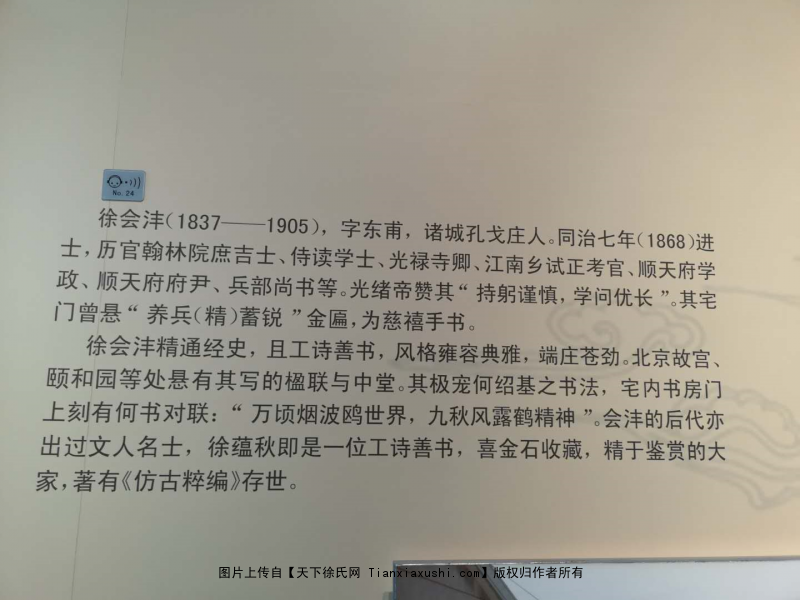 No. 24
徐会沣(1837——1905)，字东甫，诸城孔戈庄人。同治七年(1868)进
士，历官翰林院庶吉士、侍读学士、光禄寺卿、江南乡试正考官、顺天府学
政、顺天府府尹、兵部尚书等。光绪帝赞其“持躬谨慎，学问优长”。其宅
门曾悬“养兵(精)蓄锐”金匾，为慈禧手书。
徐会沣精通经史，且工诗善书，风格雍容典雅，端庄苍劲。北京故宫、
颐和园等处悬有其写的楹联与中堂。其极宠何绍基之书法，宅内书房门
上刻有何书对联：“万顷烟波鸥世界，九秋风露鹤精神”。会沣的后代亦
出过文人名士，徐蕴秋即是一位工诗善书，喜金石收藏，精于鉴赏的大
家，著有《仿古粹编》存世。
图片上传自【天下徐氏网 Tianxiaxushi.com】版权归作者所有